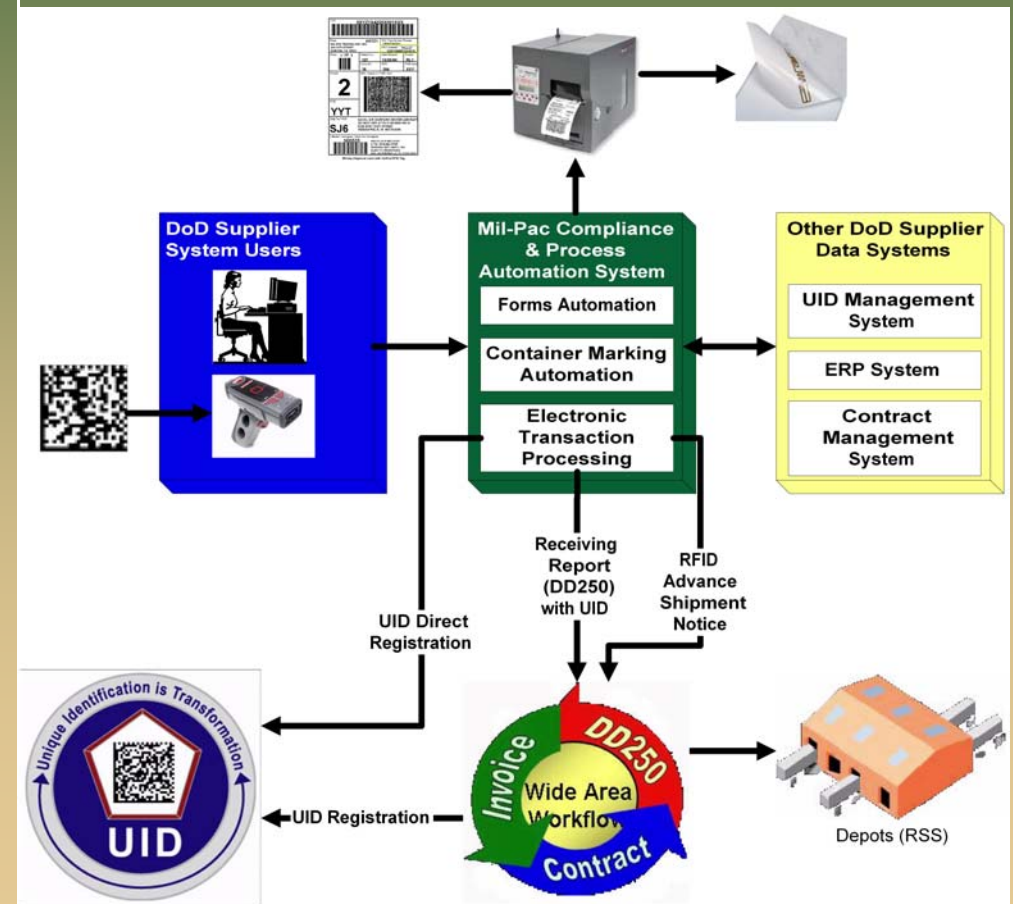 2
YYT
SJ6
DoD Supplier
System Users
Mil-Pac Compliance
& Process
Automation System
Forms Automation
Container Marking
Automation
Electronic
Transaction
Processing
Other DoD Supplier
Data Systems
UID Management
System
ERP System
Contract
Management
System
Receiving
Report
(DD250)
with UID
RFID
Advance
Shipment
Notice
UID Direct
Registration
Unique Identification is Transformation
UID
UID Registration
Invoice
DD250
Wide Area
Workflow
Contract
Depots (RSS)